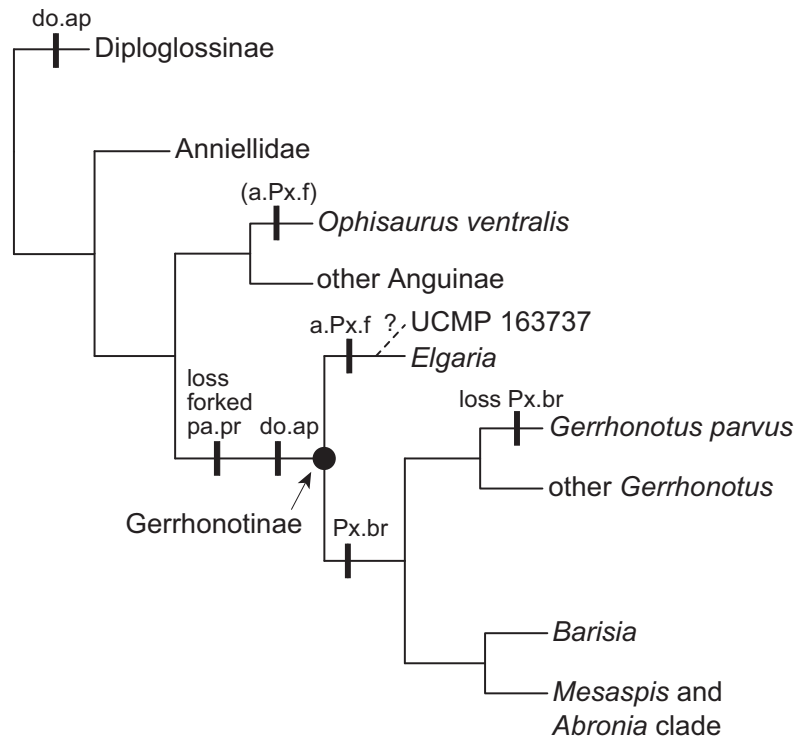 do.ap
Diploglossinae
Anniellidae
(a.Px.f)
Ophisaurus ventralis
other Anguinae
a.Px.f
?
UCMP 163737
Elgaria
loss
forked
pa.pr
do.ap
loss Px.br
Gerrhonotus parvus
other Gerrhonotus
Gerrhonotinae
Px.br
Barisia
Mesaspis and
Abronia clade